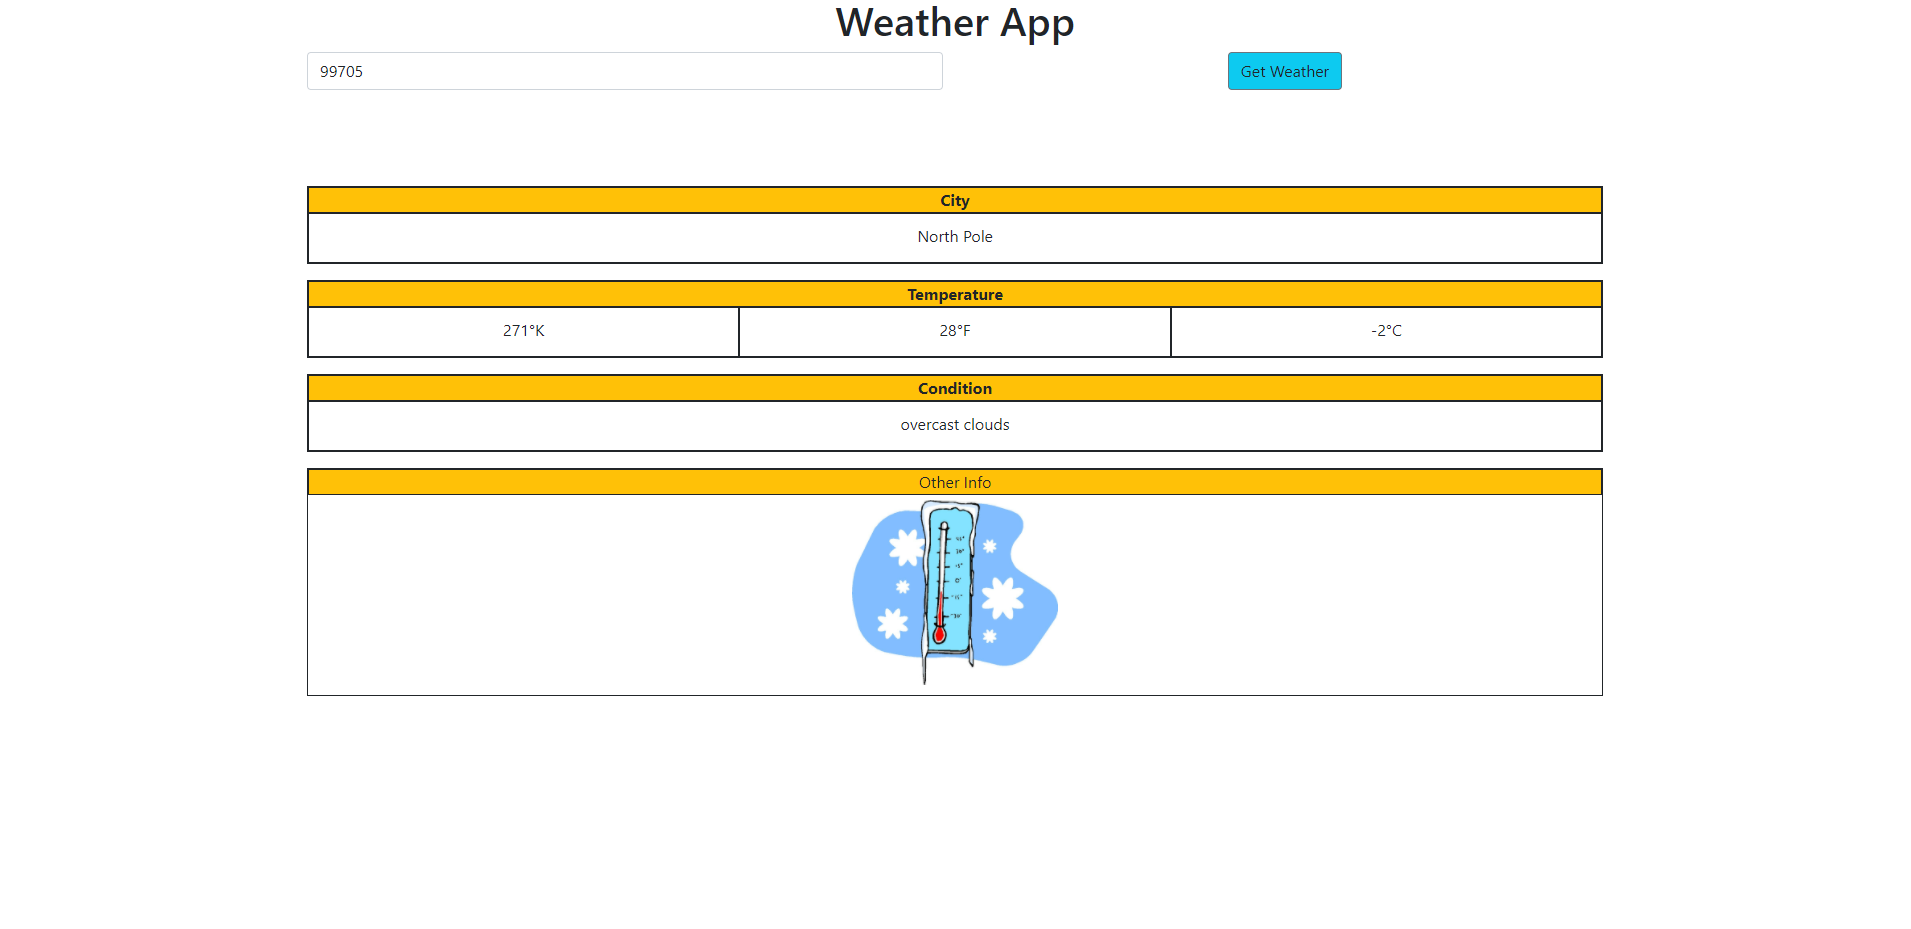 Weather App
99705
Get Weather
City
North Pole
Temperature
271°K
28°F
-2°C
Condition
overcast clouds
Other Info